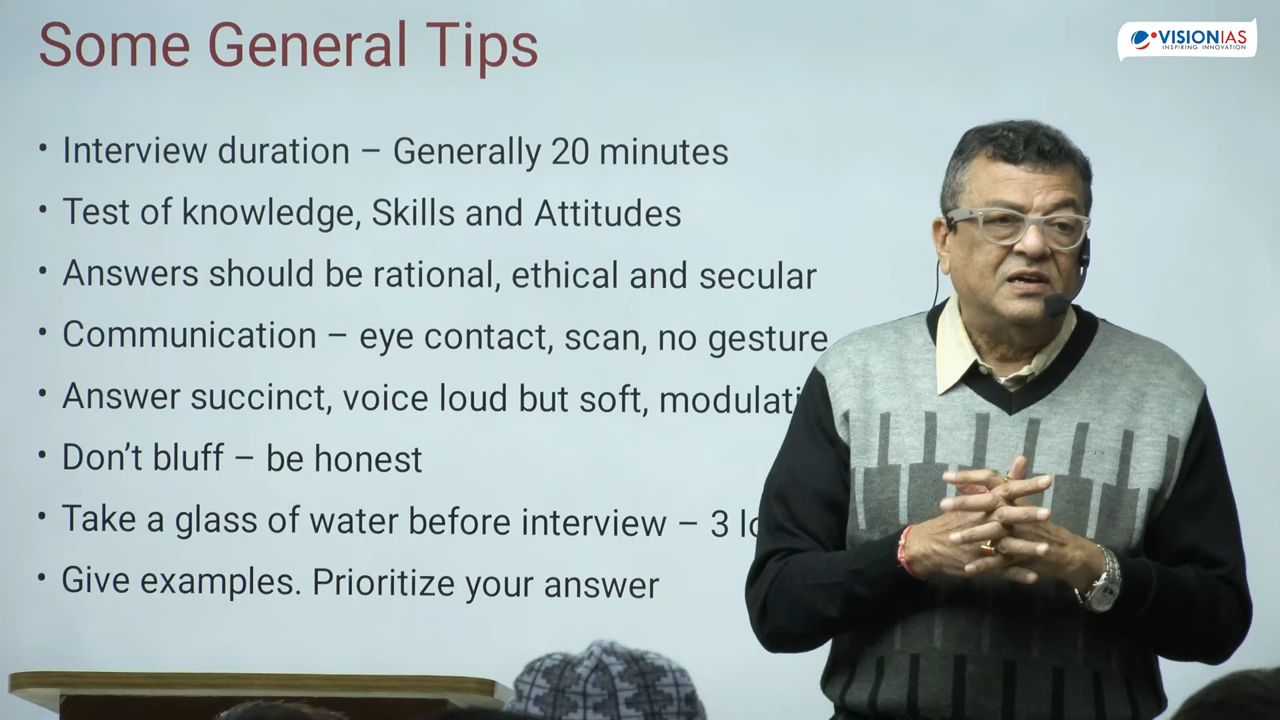 Some General Tips
VISIONIAS
INSPIRING INNOVATION
• Interview duration – Generally 20 minutes
• Test of knowledge, Skills and Attitudes
• Answers should be rational, ethical and secular
• Communication – eye contact, scan, no gesture
• Answer succinct, voice loud but soft,
• Don't bluff – be honest
• Take a glass of water before interview – 3
• Give examples. Prioritize your answer